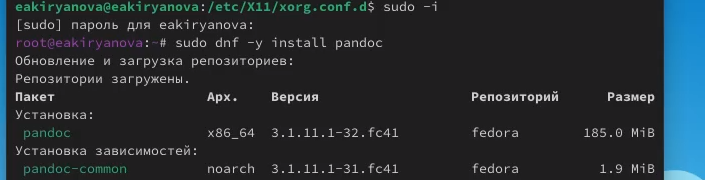 eakiryanova@eakiryanova:/etc/X11/xorg.conf.d$ sudo -i
[sudo] пароль для eakiryanova:
root@eakiryanova:~# sudo dnf -y install pandoc
Обновление и загрузка репозиториев:
Репозитории загружены.
Пакет Арх. Версия Репозиторий Размер
Установка:
pandoc x86_64 3.1.11.1-32.fc41 fedora 185.0 MiB
Установка зависимостей:
pandoc-common noarch 3.1.11.1-31.fc41 fedora 1.9 MiB